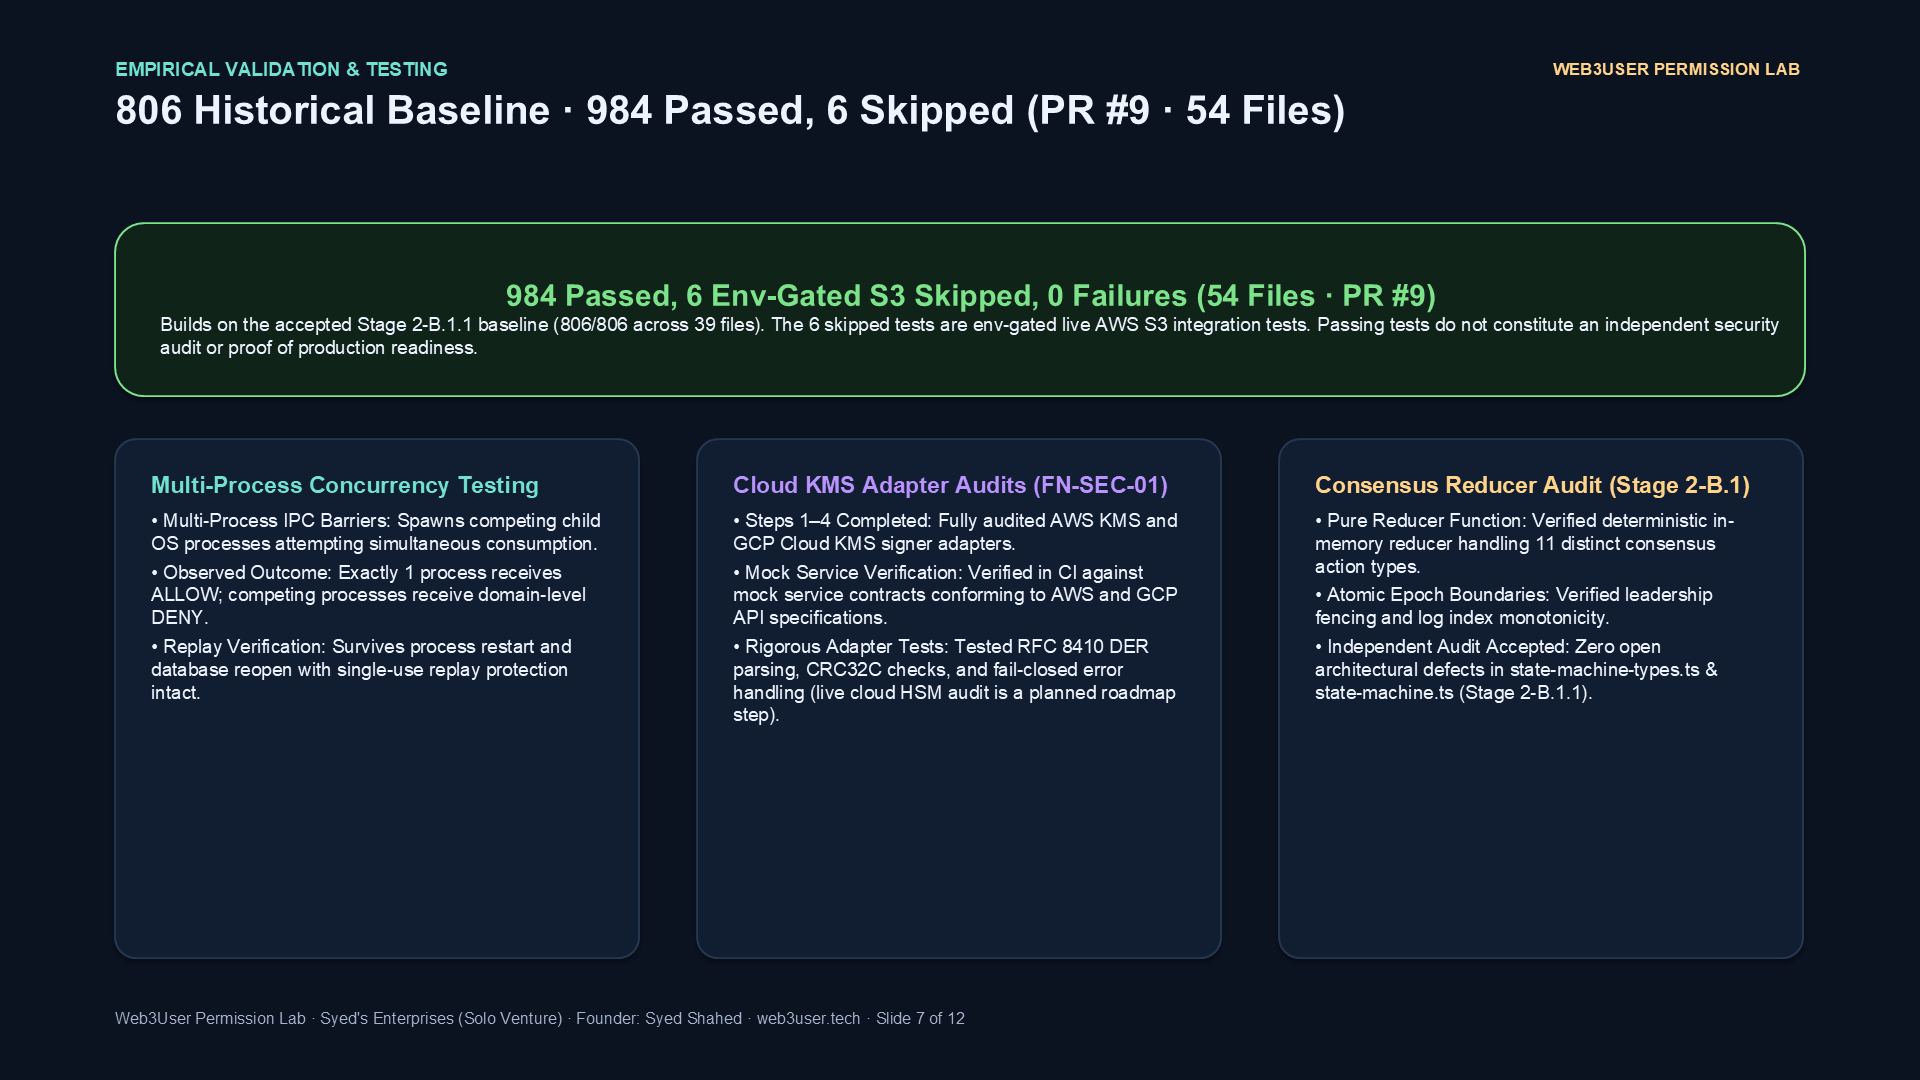 EMPIRICAL VALIDATION & TESTING
WEB3USER PERMISSION LAB
806 Historical Baseline · 984 Passed, 6 Skipped (PR #9 · 54 Files)
984 Passed, 6 Env-Gated S3 Skipped, 0 Failures (54 Files · PR #9)
Builds on the accepted Stage 2-B.1.1 baseline (806/806 across 39 files). The 6 skipped tests are env-gated live AWS S3 integration tests. Passing tests do not constitute an independent security
audit or proof of production readiness.
Multi-Process Concurrency Testing
• Multi-Process IPC Barriers: Spawns competing child
OS processes attempting simultaneous consumption.
• Observed Outcome: Exactly 1 process receives
ALLOW; competing processes receive domain-level
DENY.
• Replay Verification: Survives process restart and
database reopen with single-use replay protection
intact.
Cloud KMS Adapter Audits (FN-SEC-01)
• Steps 1–4 Completed: Fully audited AWS KMS and
GCP Cloud KMS signer adapters.
• Mock Service Verification: Verified in CI against
mock service contracts conforming to AWS and GCP
API specifications.
• Rigorous Adapter Tests: Tested RFC 8410 DER
parsing, CRC32C checks, and fail-closed error
handling (live cloud HSM audit is a planned roadmap
step).
Consensus Reducer Audit (Stage 2-B.1)
• Pure Reducer Function: Verified deterministic in-
memory reducer handling 11 distinct consensus
action types.
• Atomic Epoch Boundaries: Verified leadership
fencing and log index monotonicity.
• Independent Audit Accepted: Zero open
architectural defects in state-machine-types.ts &
state-machine.ts (Stage 2-B.1.1).
Web3User Permission Lab · Syed's Enterprises (Solo Venture) · Founder: Syed Shahed · web3user.tech · Slide 7 of 12